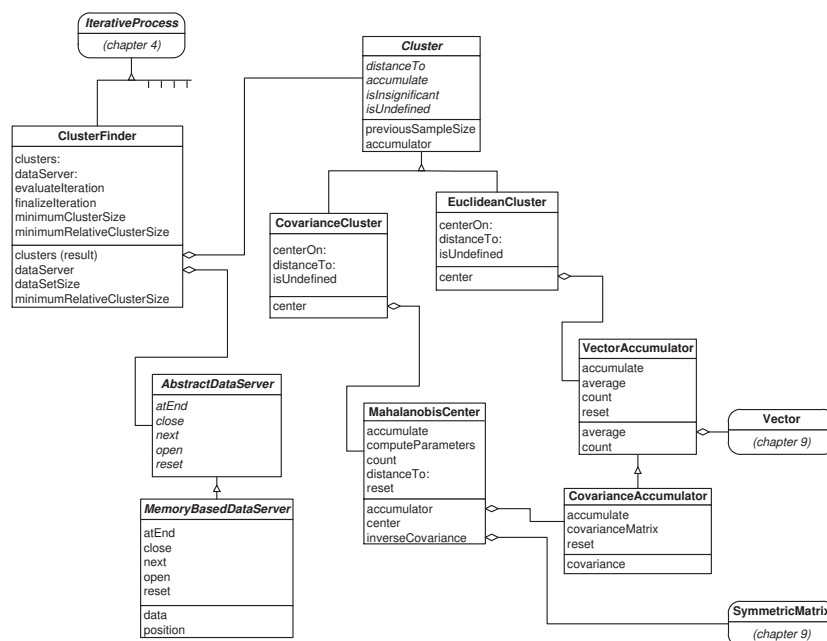 IterativeProcess
(chapter 4)
Cluster
distanceTo
accumulate
isInsignificant
isUndefined
previousSampleSize
accumulator
ClusterFinder
clusters:
dataServer:
evaluateIteration
finalizeIteration
minimumClusterSize
minimumRelativeClusterSize
clusters (result)
dataServer
dataSetSize
minimumRelativeClusterSize
CovarianceCluster
centerOn:
distanceTo:
isUndefined
center
EuclideanCluster
centerOn:
distanceTo:
isUndefined
center
VectorAccumulator
accumulate
average
count
reset
average
count
Vector
(chapter 9)
AbstractDataServer
atEnd
close
next
open
reset
MahalanobisCenter
accumulate
computeParameters
count
distanceTo:
reset
accumulator
center
inverseCovariance
CovarianceAccumulator
accumulate
covarianceMatrix
reset
covariance
MemoryBasedDataServer
atEnd
close
next
open
reset
data
position
SymmetricMatrix
(chapter 9)